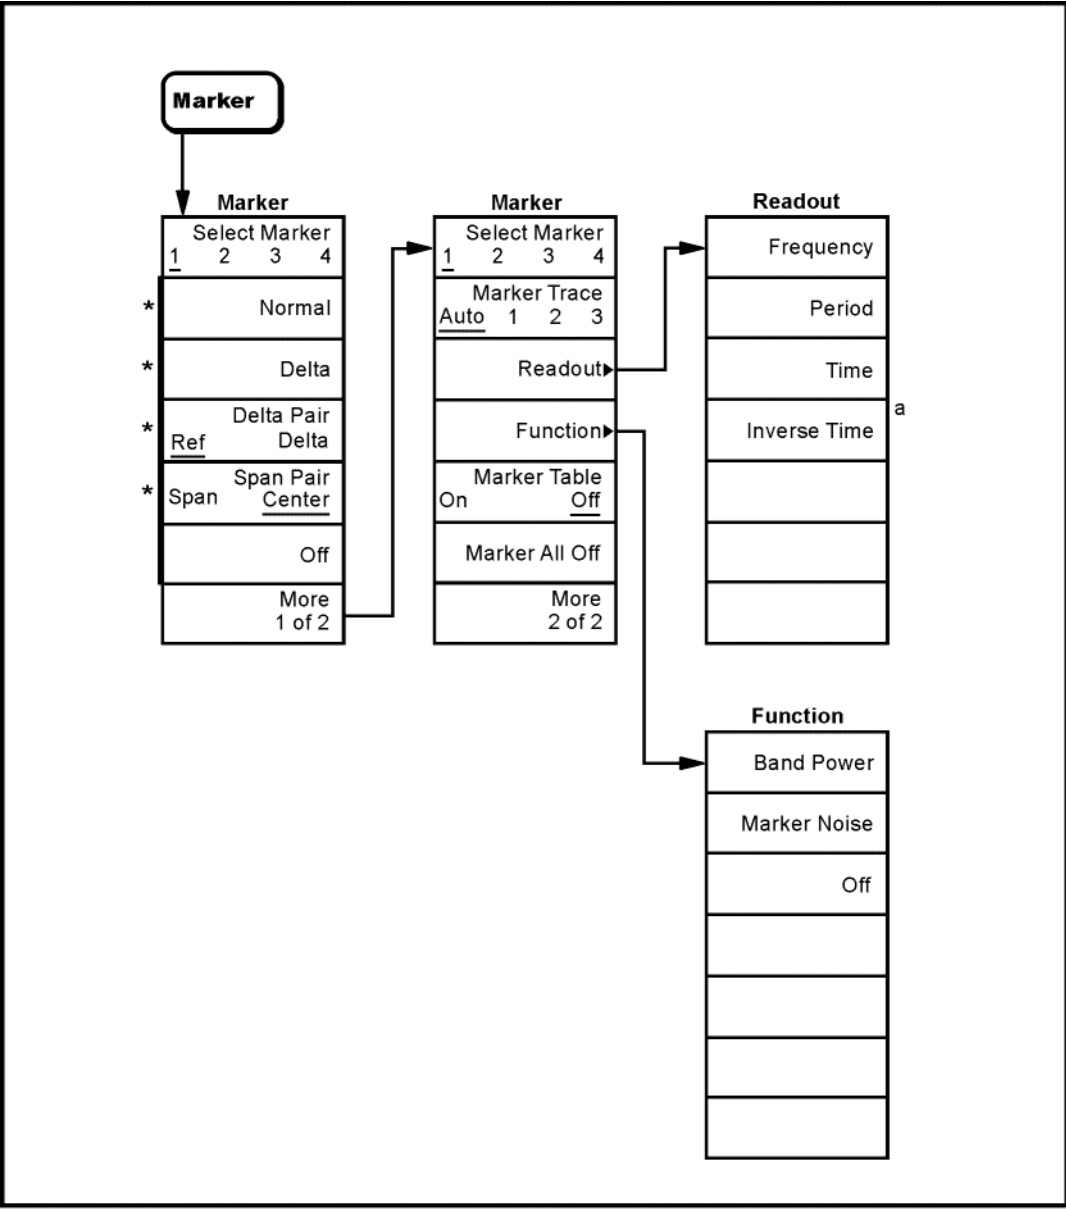 Marker
Marker
Select Marker
1 2 3 4
* Normal
* Delta
* Delta Pair
Ref Delta
* Span Pair
Span Center
Off
More
1 of 2
Marker
Select Marker
1 2 3 4
Marker Trace
Auto 1 2 3
Readout
Function
Marker Table
On Off
Marker All Off
More
2 of 2
Readout
Frequency
Period
Time
a
Inverse Time
Function
Band Power
Marker Noise
Off